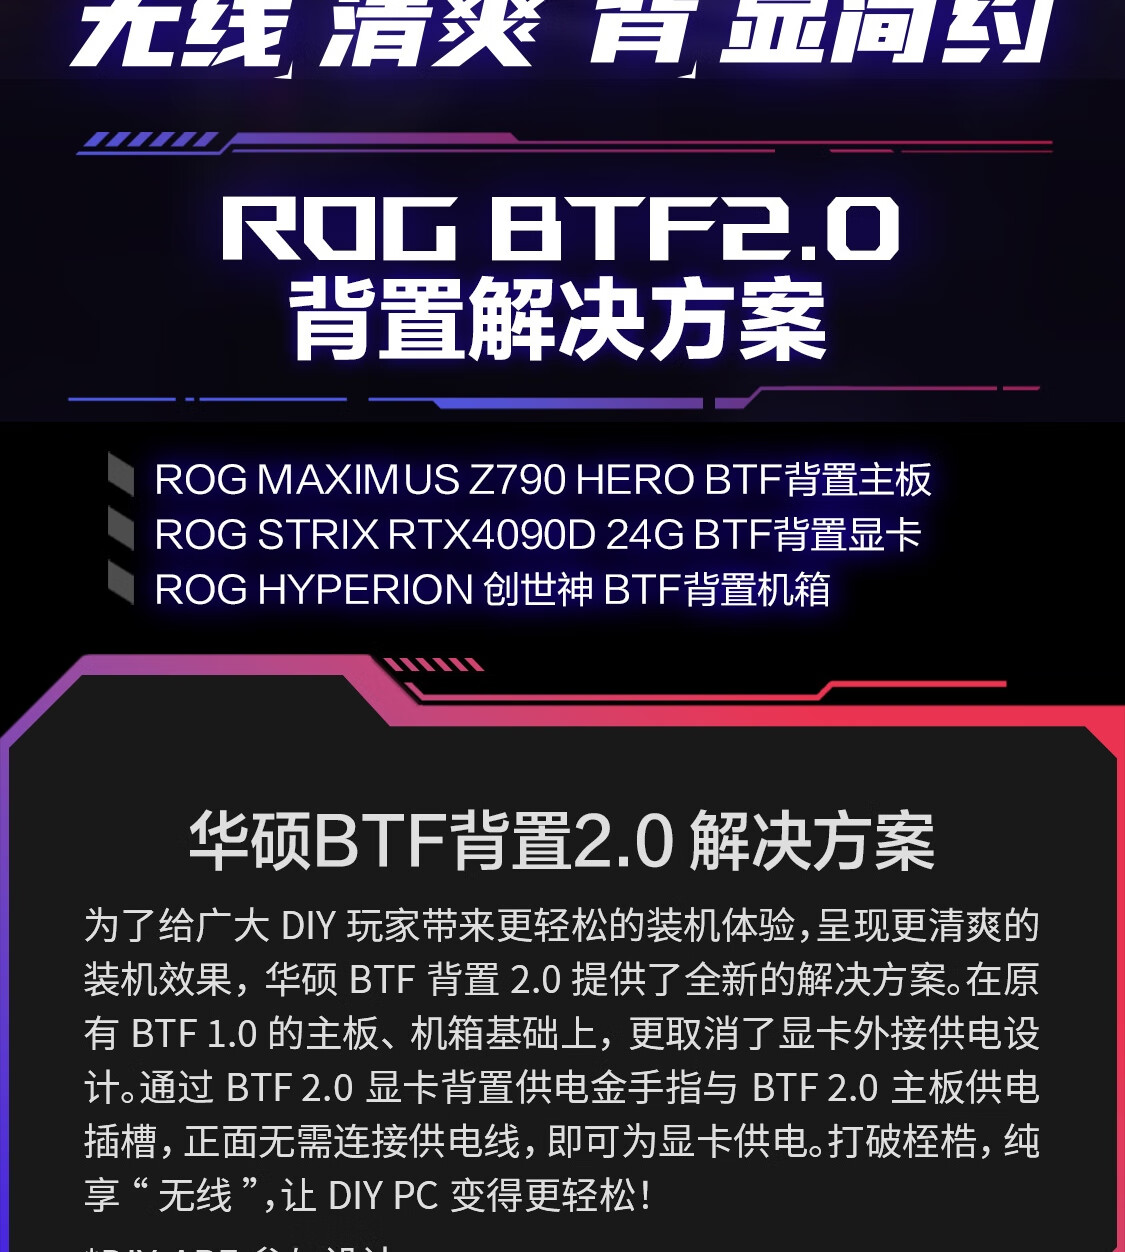 无线 清爽 背 显简约
ROG BTF2.0
背置解决方案
ROG MAXIMUS Z790 HERO BTF背置主板
ROG STRIX RTX4090D 24G BTF背置显卡
ROG HYPERION 创世神 BTF背置机箱
华硕BTF背置2.0 解决方案
为了给广大 DIY 玩家带来更轻松的装机体验，呈现更清爽的
装机效果，华硕 BTF 背置 2.0 提供了全新的解决方案。在原
有 BTF 1.0 的主板、机箱基础上，更取消了显卡外接供电设
计。通过 BTF 2.0 显卡背置供电金手指与 BTF 2.0 主板供电
插槽，正面无需连接供电线，即可为显卡供电。打破桎梏，纯
享“无线”，让 DIY PC 变得更轻松！